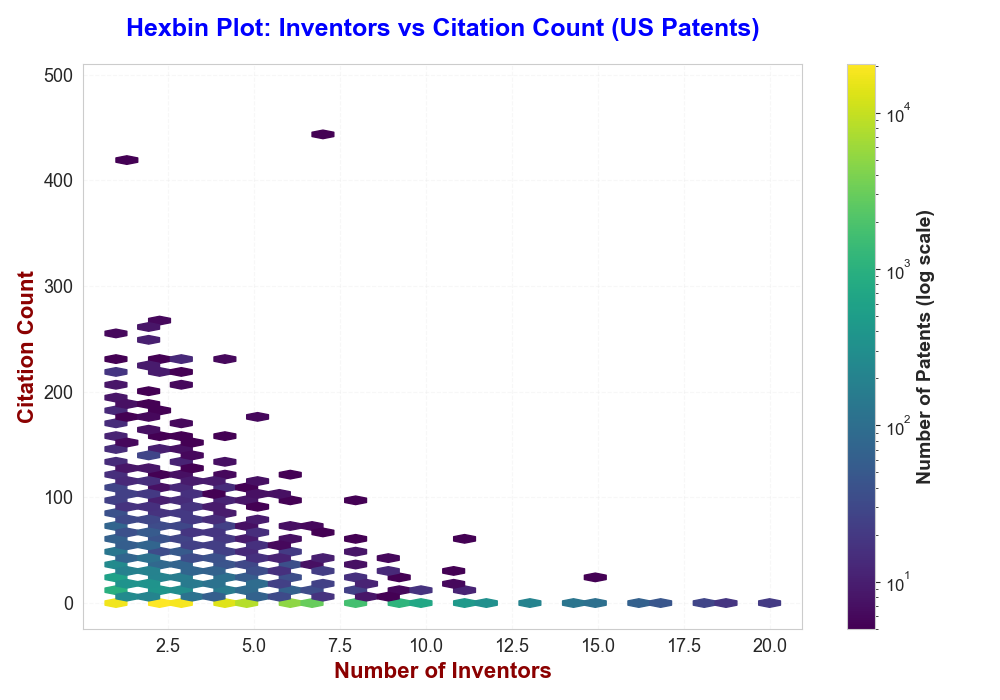 Hexbin Plot: Inventors vs Citation Count (US Patents)
500
400
300
200
100
0
Citation Count
2.5 5.0 7.5 10.0 12.5 15.0 17.5 20.0
Number of Inventors
10^4
10^3
10^2
10^1
Number of Patents (log scale)